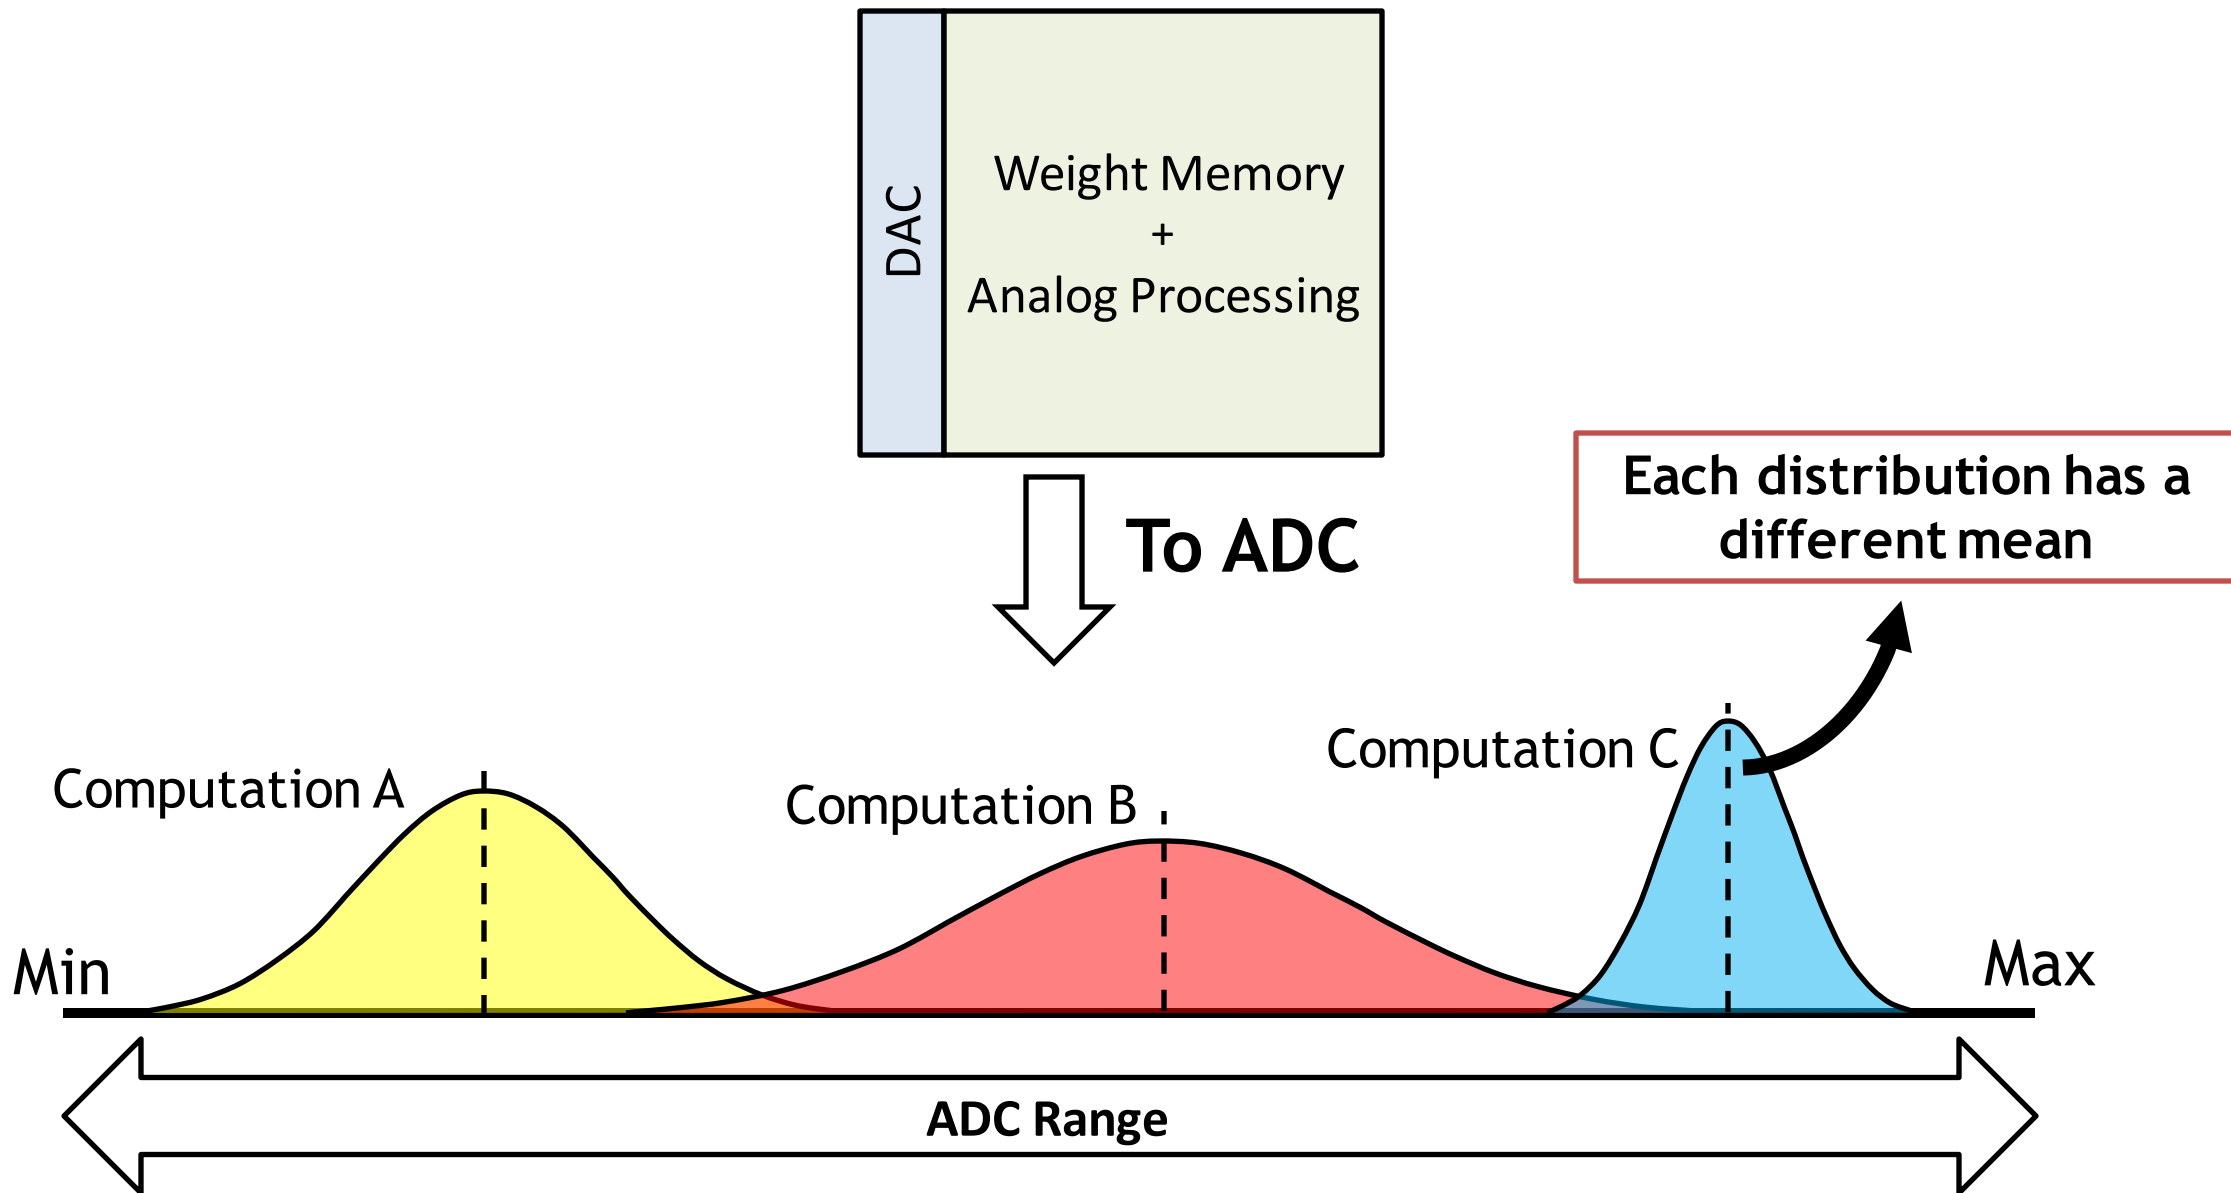 DAC
Weight Memory
+
Analog Processing
To ADC
Each distribution has a
different mean
Computation A
Computation B
Computation C
Min
Max
ADC Range